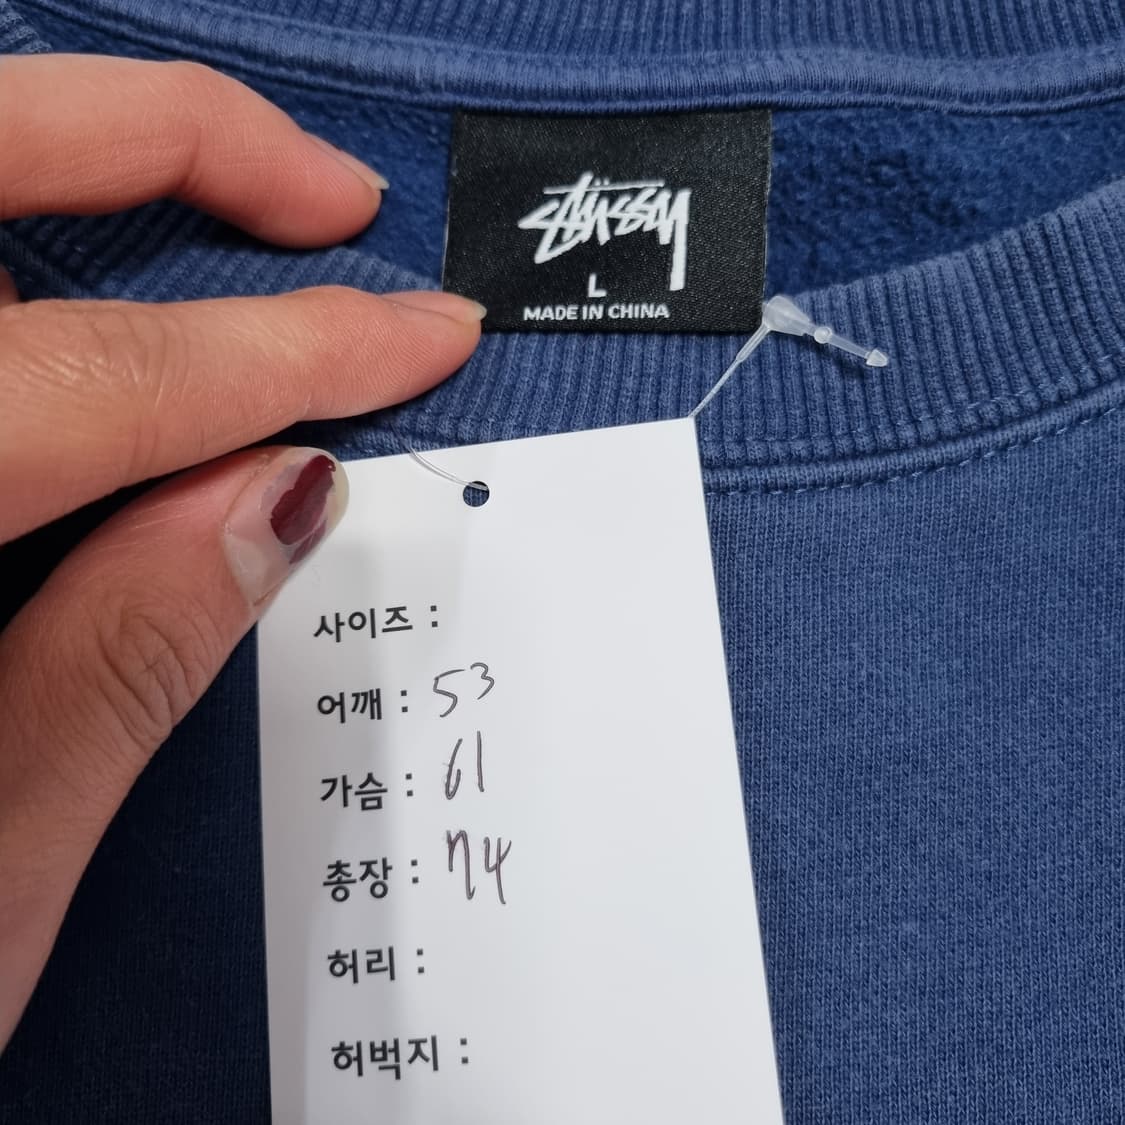 Stüssy
L
MADE IN CHINA
사이즈 :
어깨 : 53
가슴 : 61
총장 : 74
허리 :
허벅지 :